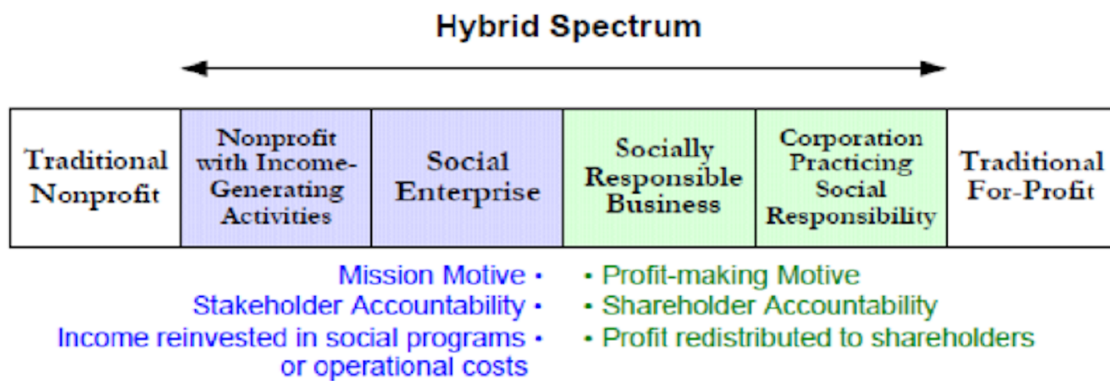 Hybrid Spectrum
Traditional
Nonprofit
Nonprofit
with Income-
Generating
Activities
Social
Enterprise
Socially
Responsible
Business
Corporation
Practicing
Social
Responsibility
Traditional
For-Profit
Mission Motive •
Stakeholder Accountability •
Income reinvested in social programs •
or operational costs
• Profit-making Motive
• Shareholder Accountability
• Profit redistributed to shareholders